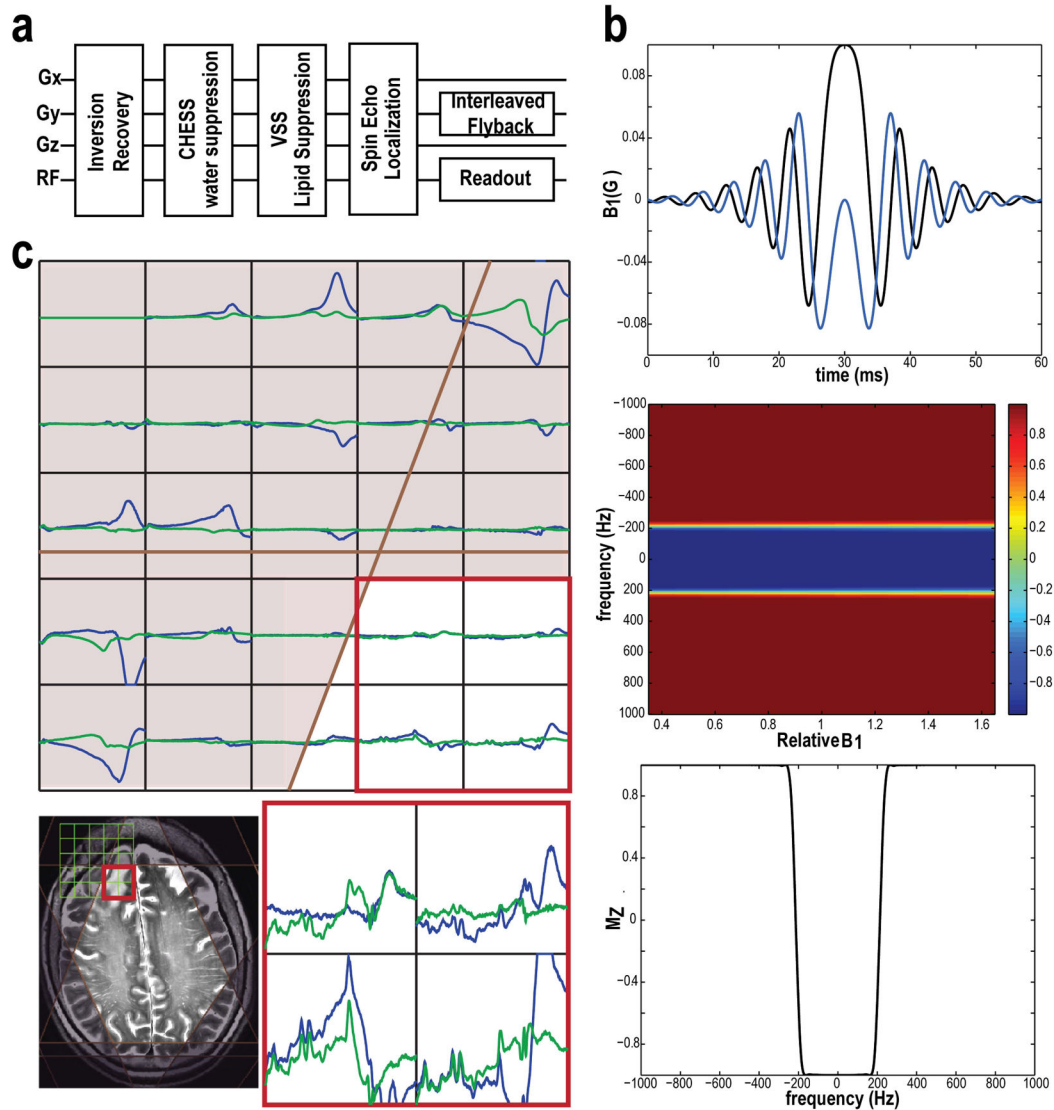 a
Gx
Gy
Gz
RF
Inversion
Recovery
CHESS
water suppression
VSS
Lipid Suppression
Spin Echo
Localization
Interleaved
Flyback
Readout
b
B1(G)
0.08
0.04
0
−0.04
−0.08
0 10 20 30 40 50 60
time (ms)
c
frequency (Hz)
-1000
−800
−600
−400
−200
0
200
400
600
800
1000
0.4 0.6 0.8 1 1.2 1.4 1.6
Relative B1
0.8
0.6
0.4
0.2
0
−0.2
−0.4
−0.6
−0.8
Mz
0.8
0.4
0
−0.4
−0.8
−1000 −800 −600 −400 −200 0 200 400 600 800 1000
frequency (Hz)